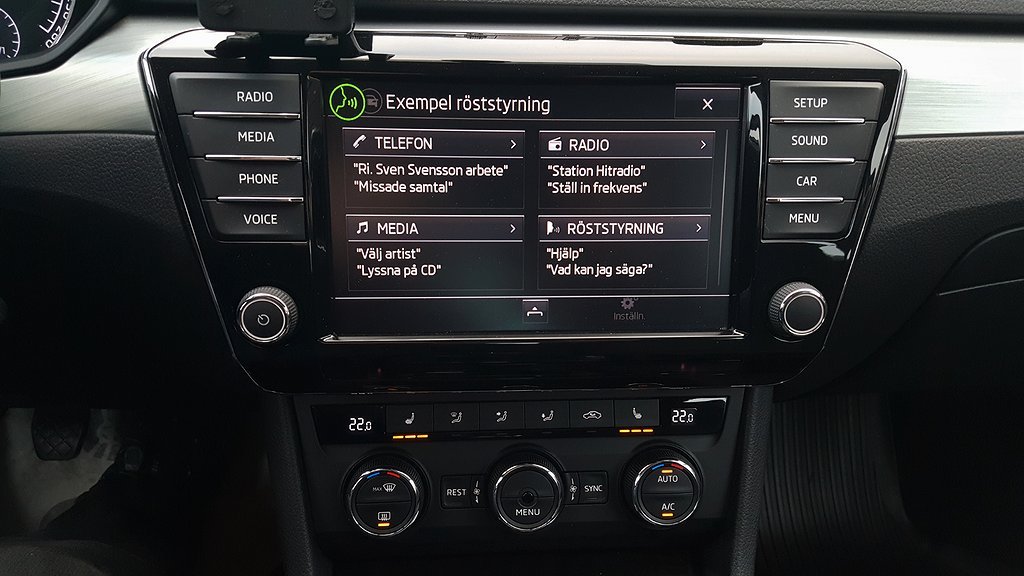 RADIO
MEDIA
PHONE
VOICE
Exempel röststyrning
X
TELEFON
"Ri. Sven Svensson arbete"
"Missade samtal"
RADIO
"Station Hitradio"
"Ställ in frekvens"
MEDIA
"Välj artist"
"Lyssna på CD"
RÖSTSTYRNING
"Hjälp"
"Vad kan jag säga?"
Inställn.
SETUP
SOUND
CAR
MENU
22.0
22.0
MAX
REST
MENU
SYNC
AUTO
A/C